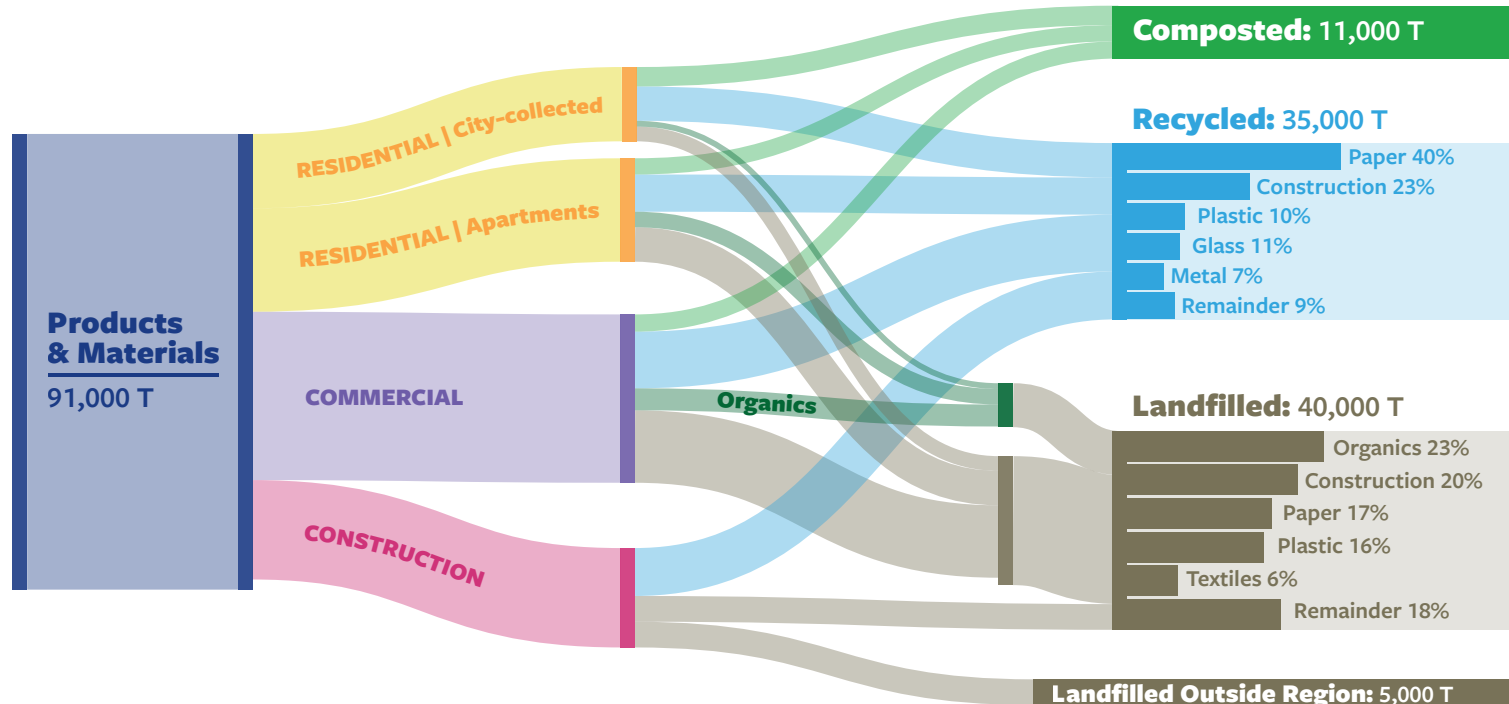 Products
& Materials
91,000 T
RESIDENTIAL | City-collected
RESIDENTIAL | Apartments
COMMERCIAL
CONSTRUCTION
Organics
Composted: 11,000 T
Recycled: 35,000 T
Paper 40%
Construction 23%
Plastic 10%
Glass 11%
Metal 7%
Remainder 9%
Landfilled: 40,000 T
Organics 23%
Construction 20%
Paper 17%
Plastic 16%
Textiles 6%
Remainder 18%
Landfilled Outside Region: 5,000 T